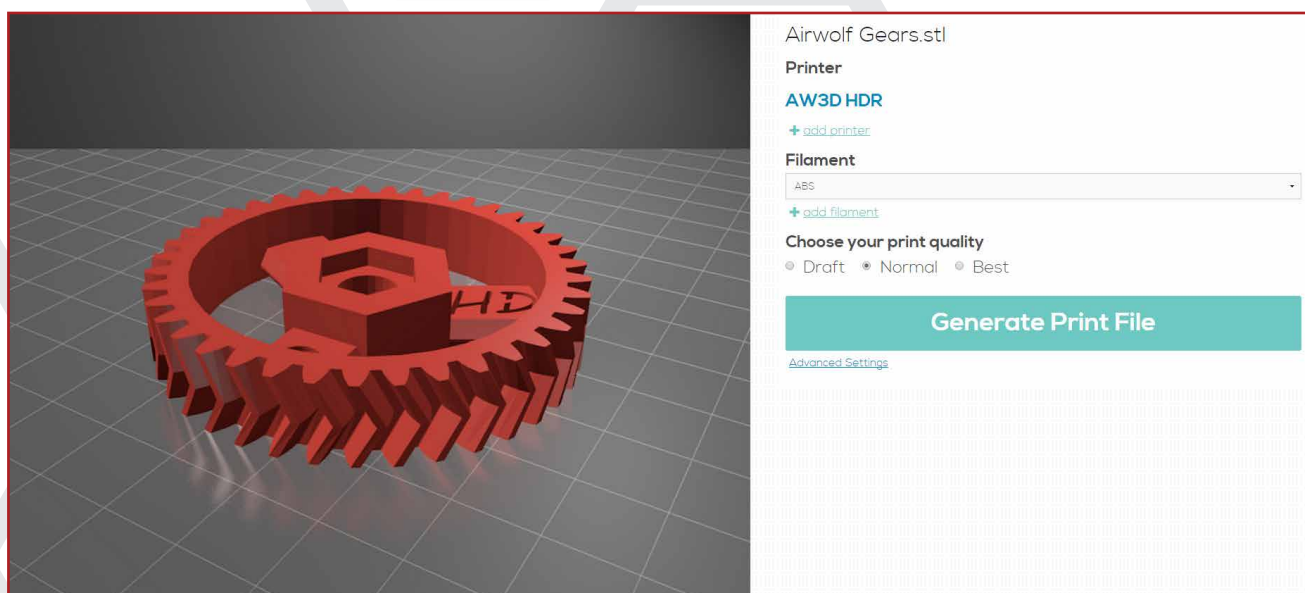 Airwolf Gears.stl
Printer
AW3D HDR
+ add printer
Filament
ABS
+ add filament
Choose your print quality
Draft Normal Best
Generate Print File
Advanced Settings
HD